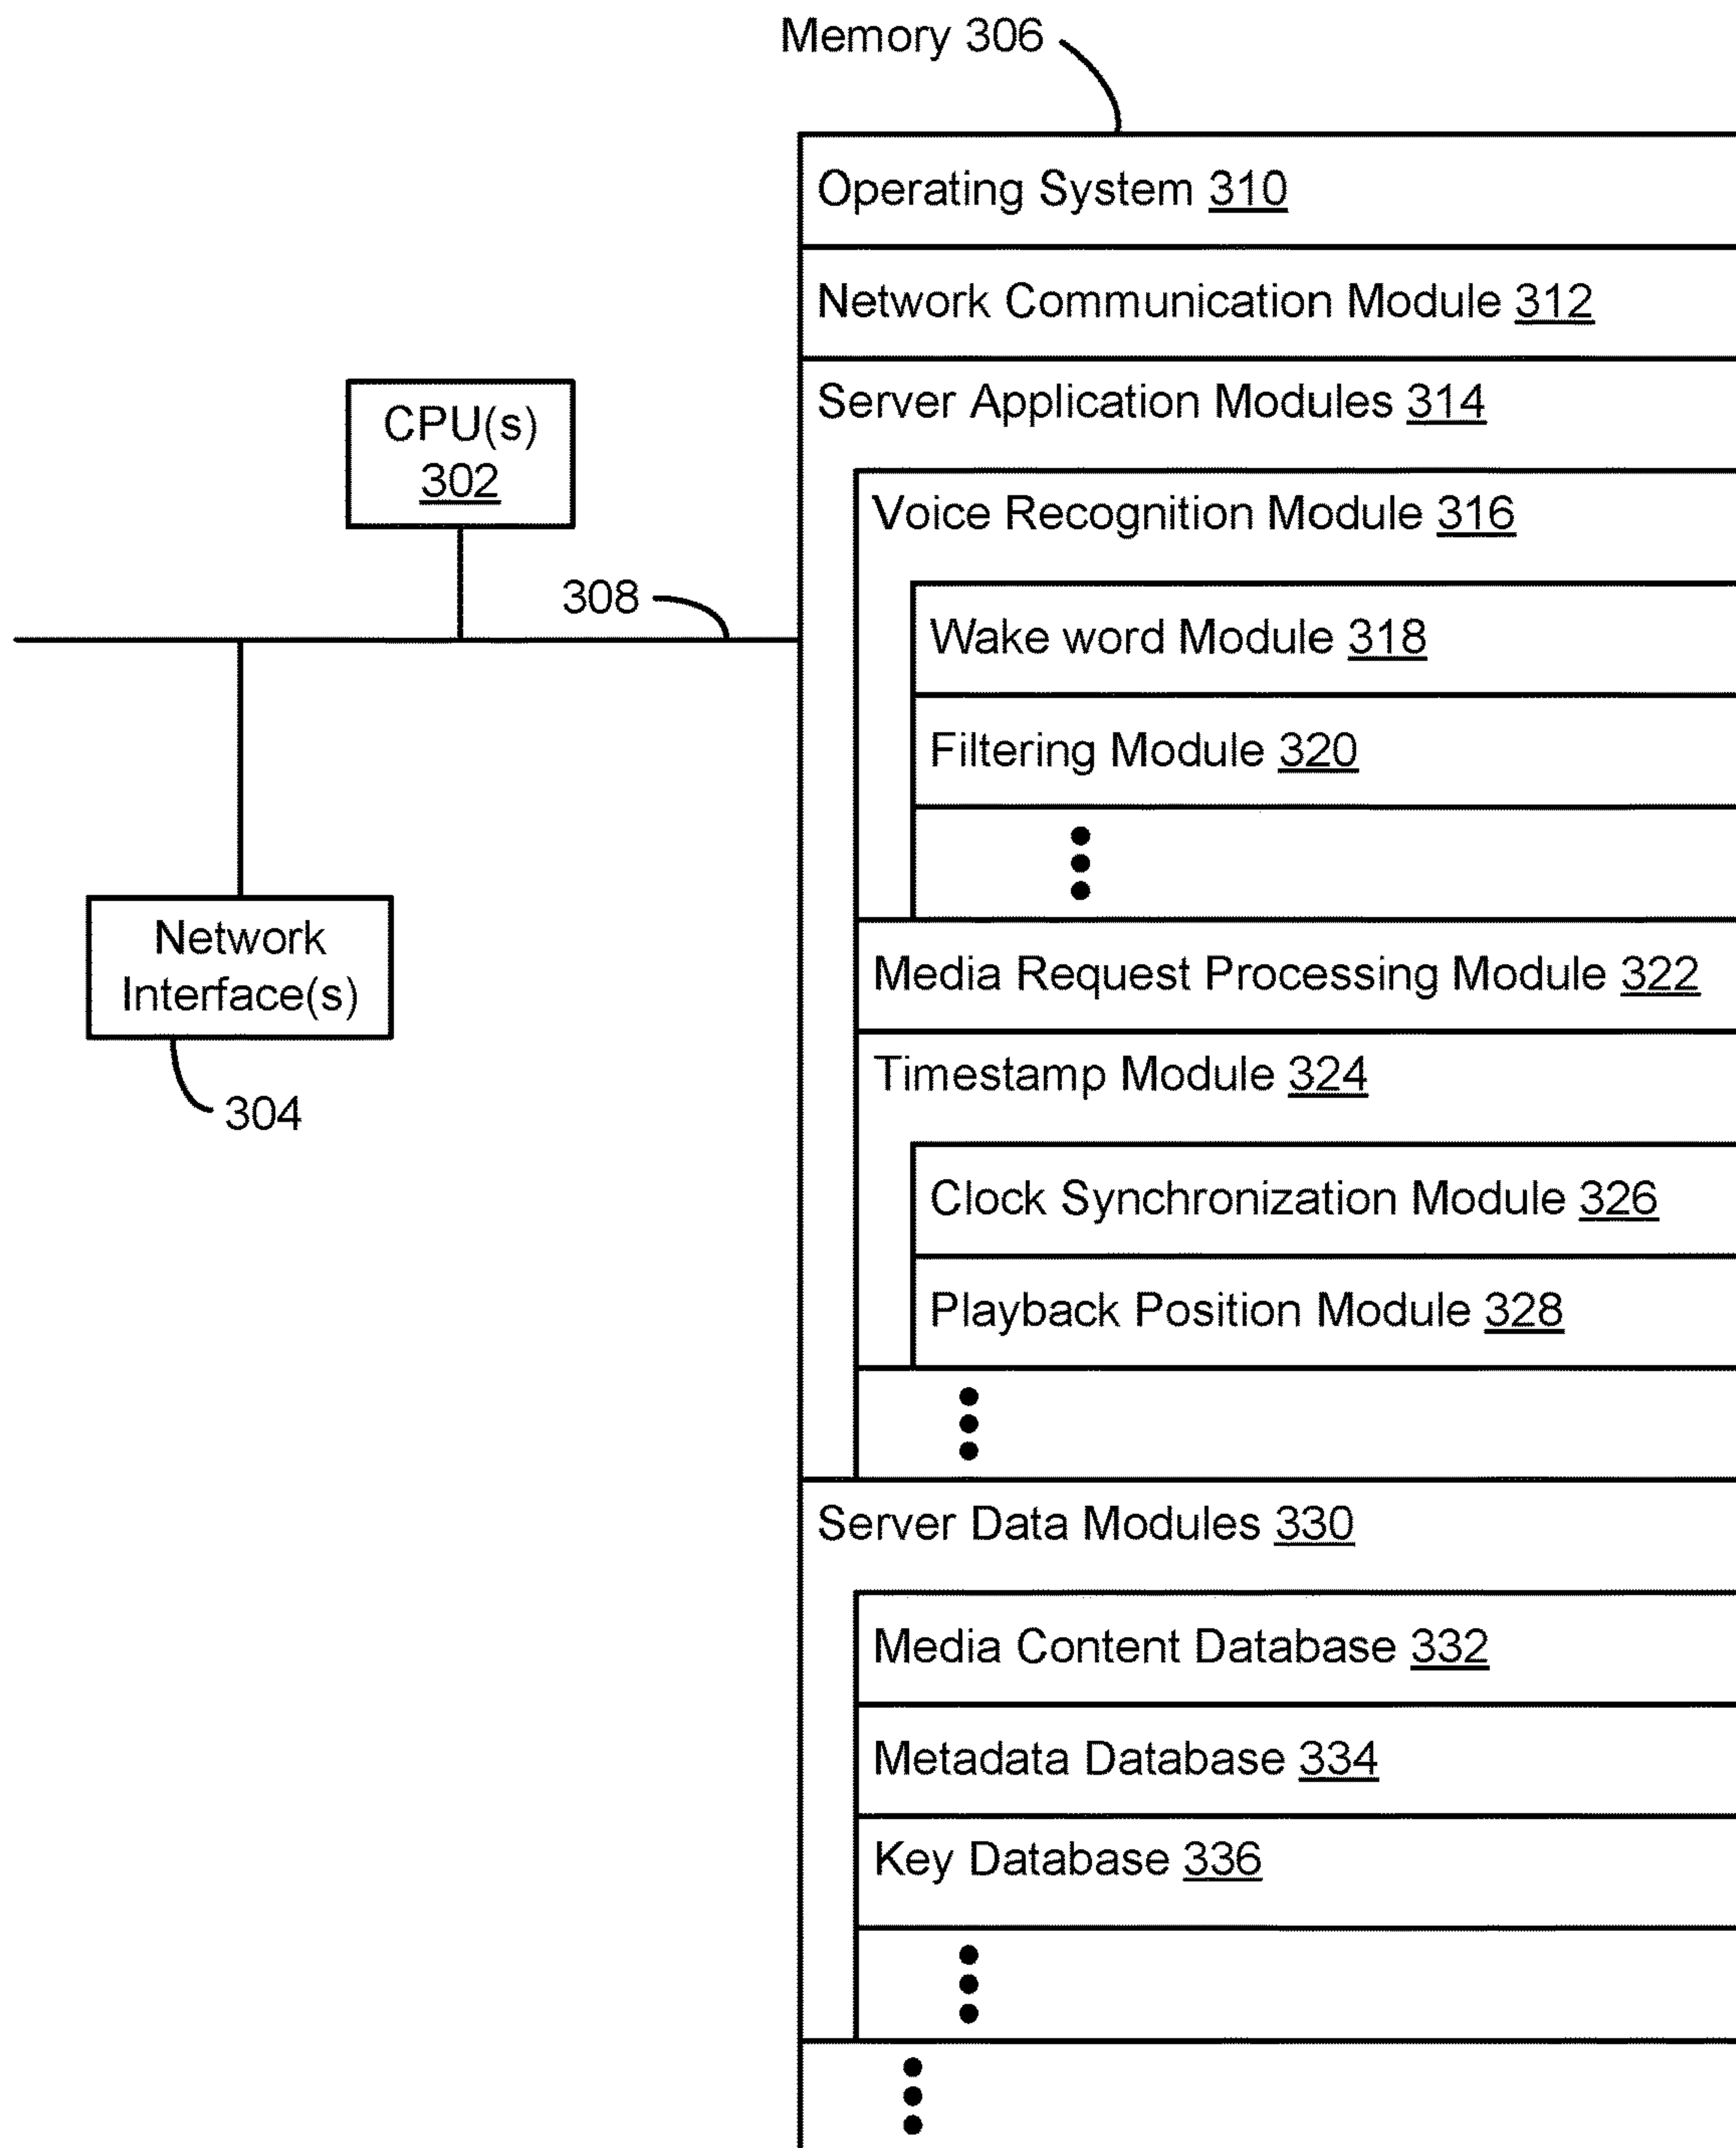 Memory 306
Operating System 310
Network Communication Module 312
Server Application Modules 314
CPU(s)
302
Voice Recognition Module 316
308
Wake word Module 318
Filtering Module 320
Network
Interface(s)
304
Media Request Processing Module 322
Timestamp Module 324
Clock Synchronization Module 326
Playback Position Module 328
Server Data Modules 330
Media Content Database 332
Metadata Database 334
Key Database 336